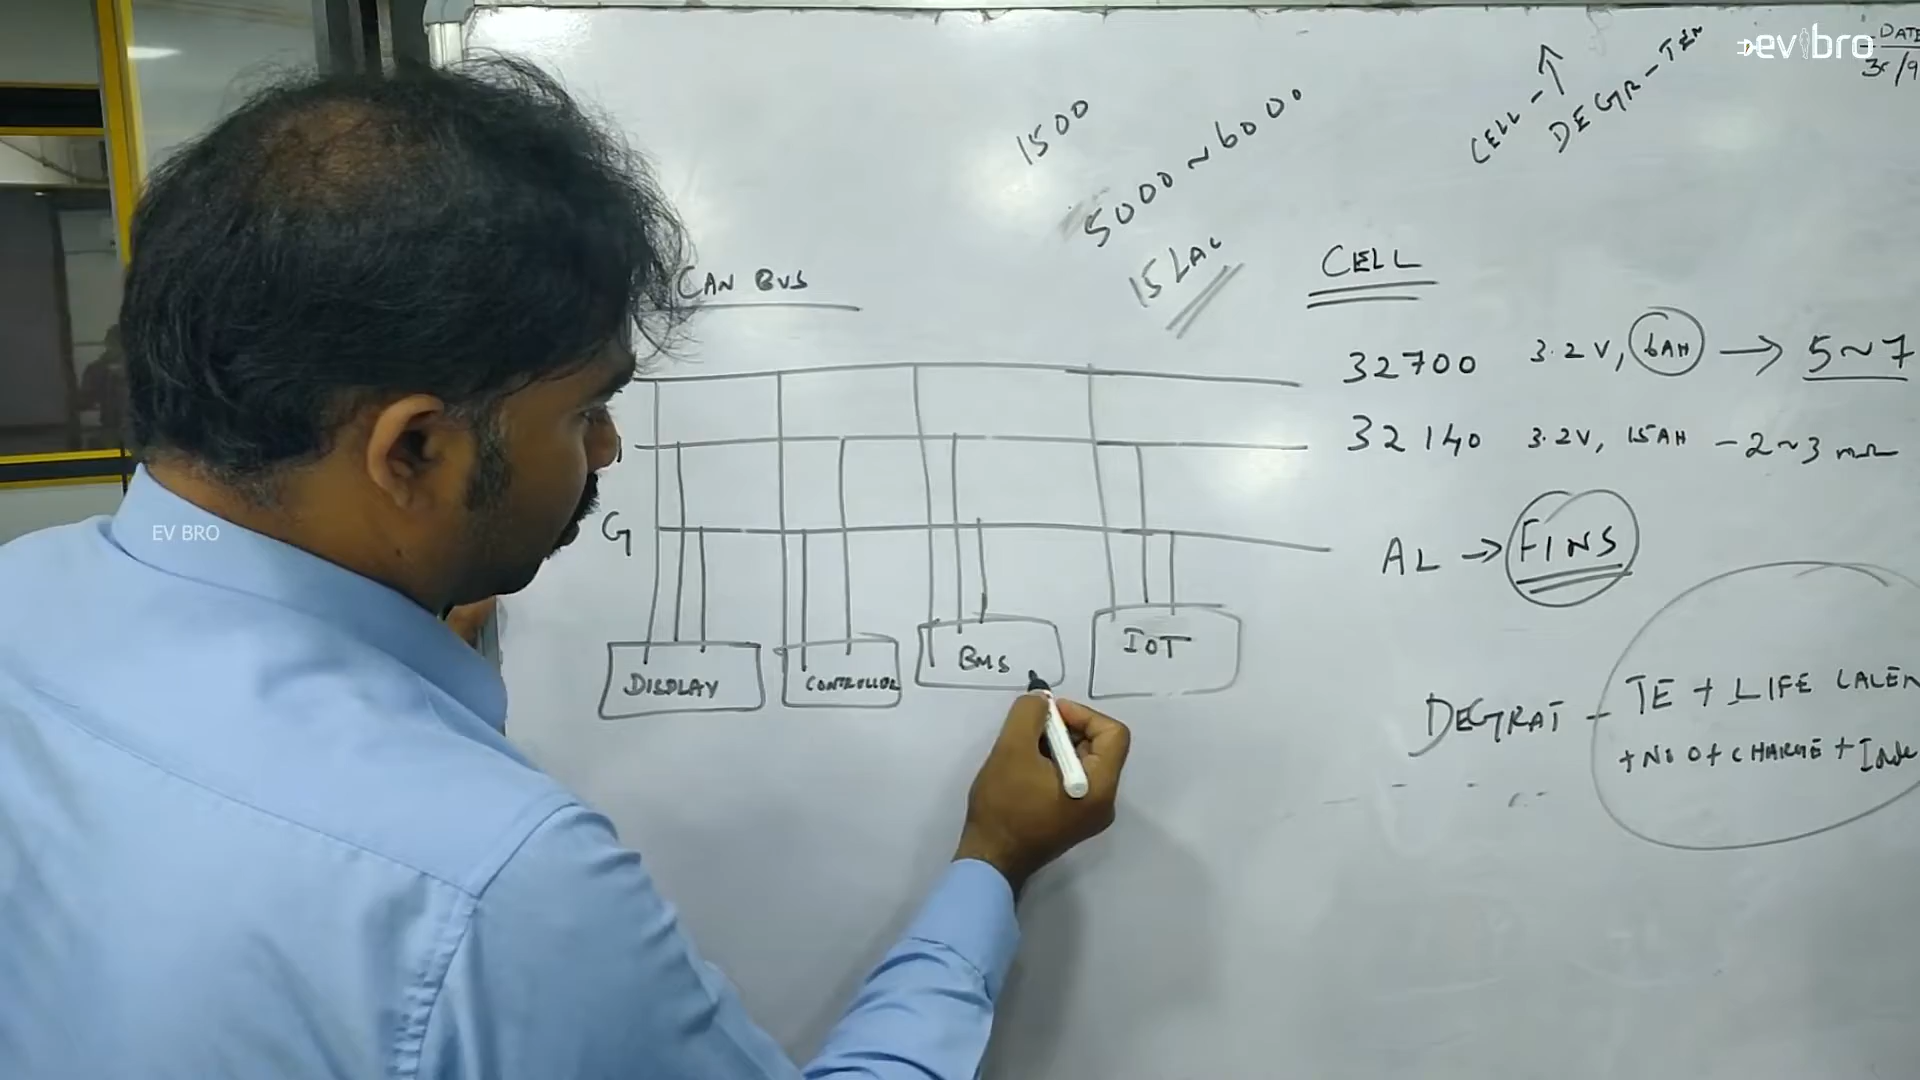 evbro
DATE
CELL - ↑
DEGR - TEM
1500
5000 ~ 6000
15 LAC
CAN BUS
CELL
32700 3.2V, 6AH → 5~7
32140 3.2V, 15AH - 2~3 mΩ
G
AL → FINS
EV BRO
DISPLAY
CONTROLLER
BMS
IOT
DEGRAT - TE + LIFE CALEN
+ NO OF CHARGE +